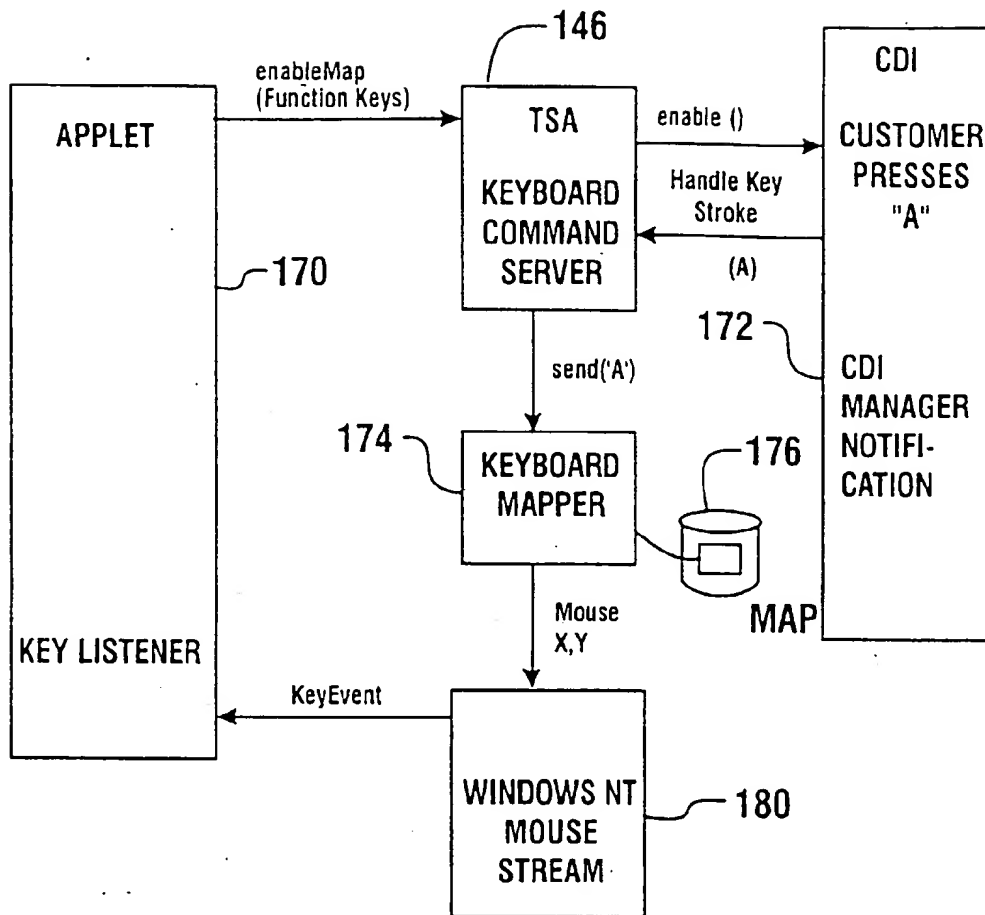 146
enableMap
(Function Keys)
APPLET
TSA
KEYBOARD
COMMAND
SERVER
enable ()
Handle Key
Stroke
(A)
CDI
CUSTOMER
PRESSES
"A"
170
172
CDI
MANAGER
NOTIFI-
CATION
send('A')
174
KEYBOARD
MAPPER
176
MAP
Mouse
X,Y
KEY LISTENER
KeyEvent
WINDOWS NT
MOUSE
STREAM
180